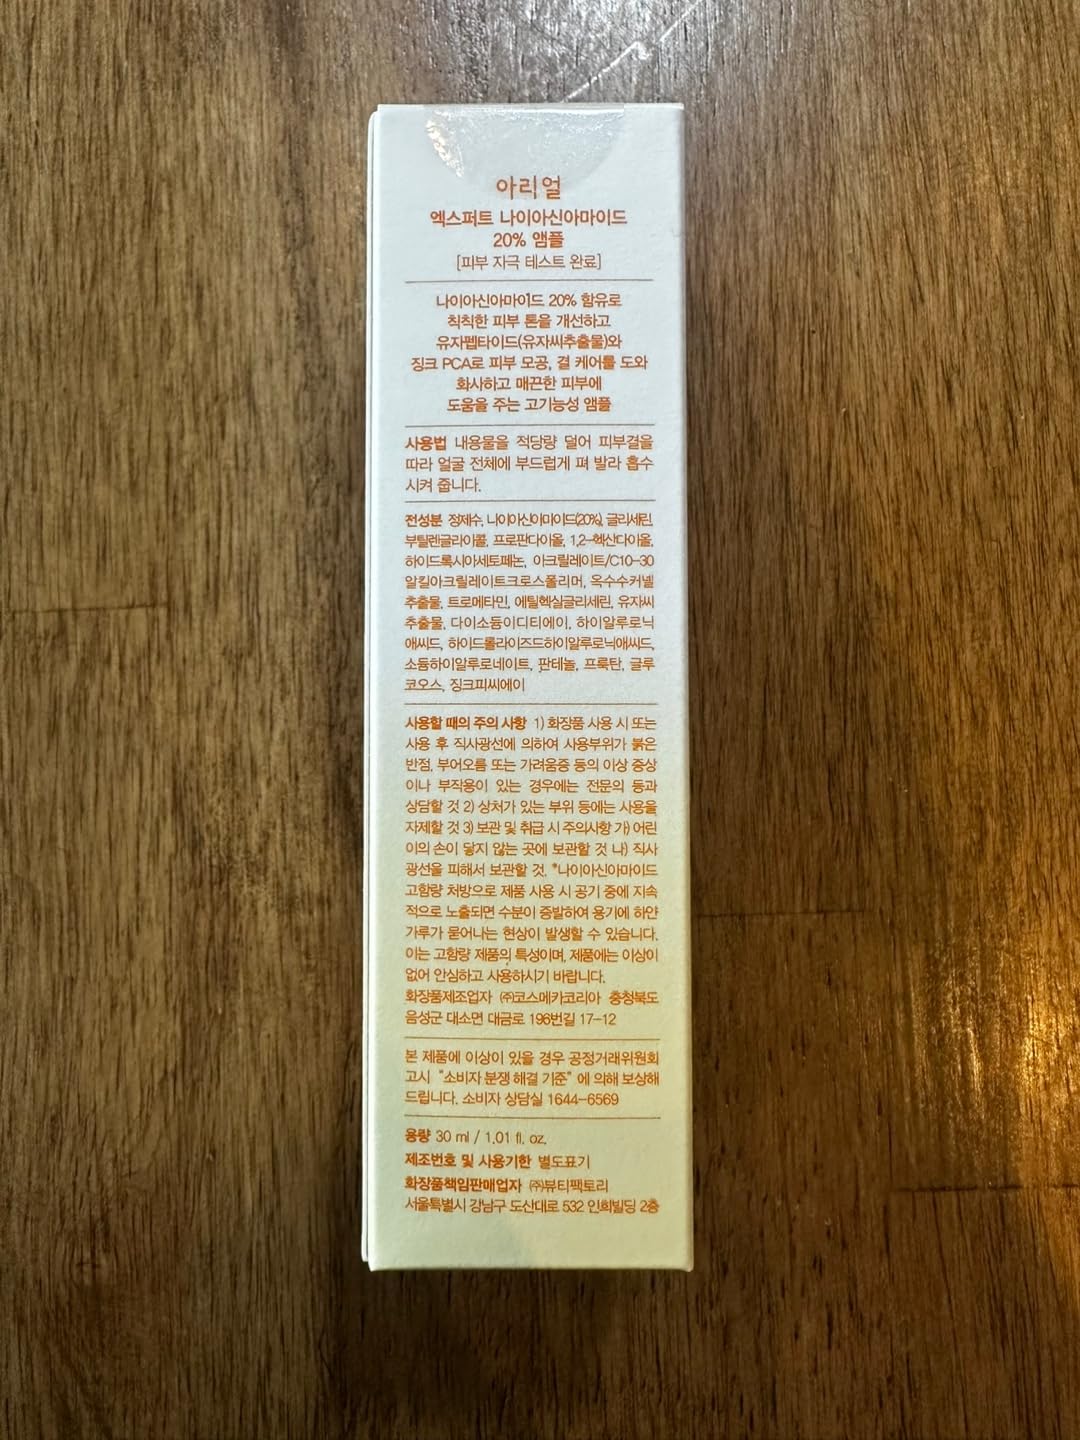 아리얼
엑스퍼트 나이아신아마이드
20% 앰플
[피부 자극 테스트 완료]
나이아신아마이드 20% 함유로
칙칙한 피부 톤을 개선하고
유자펩타이드(유자씨추출물)와
징크 PCA로 피부 모공, 결 케어를 도와
화사하고 매끈한 피부에
도움을 주는 고기능성 앰플
사용법 내용물을 적당량 덜어 피부결을
따라 얼굴 전체에 부드럽게 펴 발라 흡수
시켜 줍니다.
전성분 정제수, 나이아신아마이드(20%), 글리세린,
부틸렌글라이콜, 프로판다이올, 1,2-헥산다이올,
하이드록시아세토페논, 아크릴레이트/C10-30
알킬아크릴레이트크로스폴리머, 옥수수커넬
추출물, 트로메타민, 에틸헥실글리세린, 유자씨
추출물, 다이소듐이디티에이, 하이알루로닉
애씨드, 하이드롤라이즈드하이알루로닉애씨드,
소듐하이알루로네이트, 판테놀, 프룩탄, 글루
코오스, 징크피씨에이
사용할 때의 주의 사항 1) 화장품 사용 시 또는
사용 후 직사광선에 의하여 사용부위가 붉은
반점, 부어오름 또는 가려움증 등의 이상 증상
이나 부작용이 있는 경우에는 전문의 등과
상담할 것 2) 상처가 있는 부위 등에는 사용을
자제할 것 3) 보관 및 취급 시 주의사항 가) 어린
이의 손이 닿지 않는 곳에 보관할 것 나) 직사
광선을 피해서 보관할 것. *나이아신아마이드
고함량 처방으로 제품 사용 시 공기 중에 지속
적으로 노출되면 수분이 증발하여 용기에 하얀
가루가 묻어나는 현상이 발생할 수 있습니다.
이는 고함량 제품의 특성이며, 제품에는 이상이
없어 안심하고 사용하시기 바랍니다.
화장품제조업자 ㈜코스메카코리아 충청북도
음성군 대소면 대금로 196번길 17-12
본 제품에 이상이 있을 경우 공정거래위원회
고시 "소비자 분쟁 해결 기준" 에 의해 보상해
드립니다. 소비자 상담실 1644-6569
용량 30 ml / 1.01 fl. oz.
제조번호 및 사용기한 별도표기
화장품책임판매업자 ㈜뷰티팩토리
서울특별시 강남구 도산대로 532 인희빌딩 2층